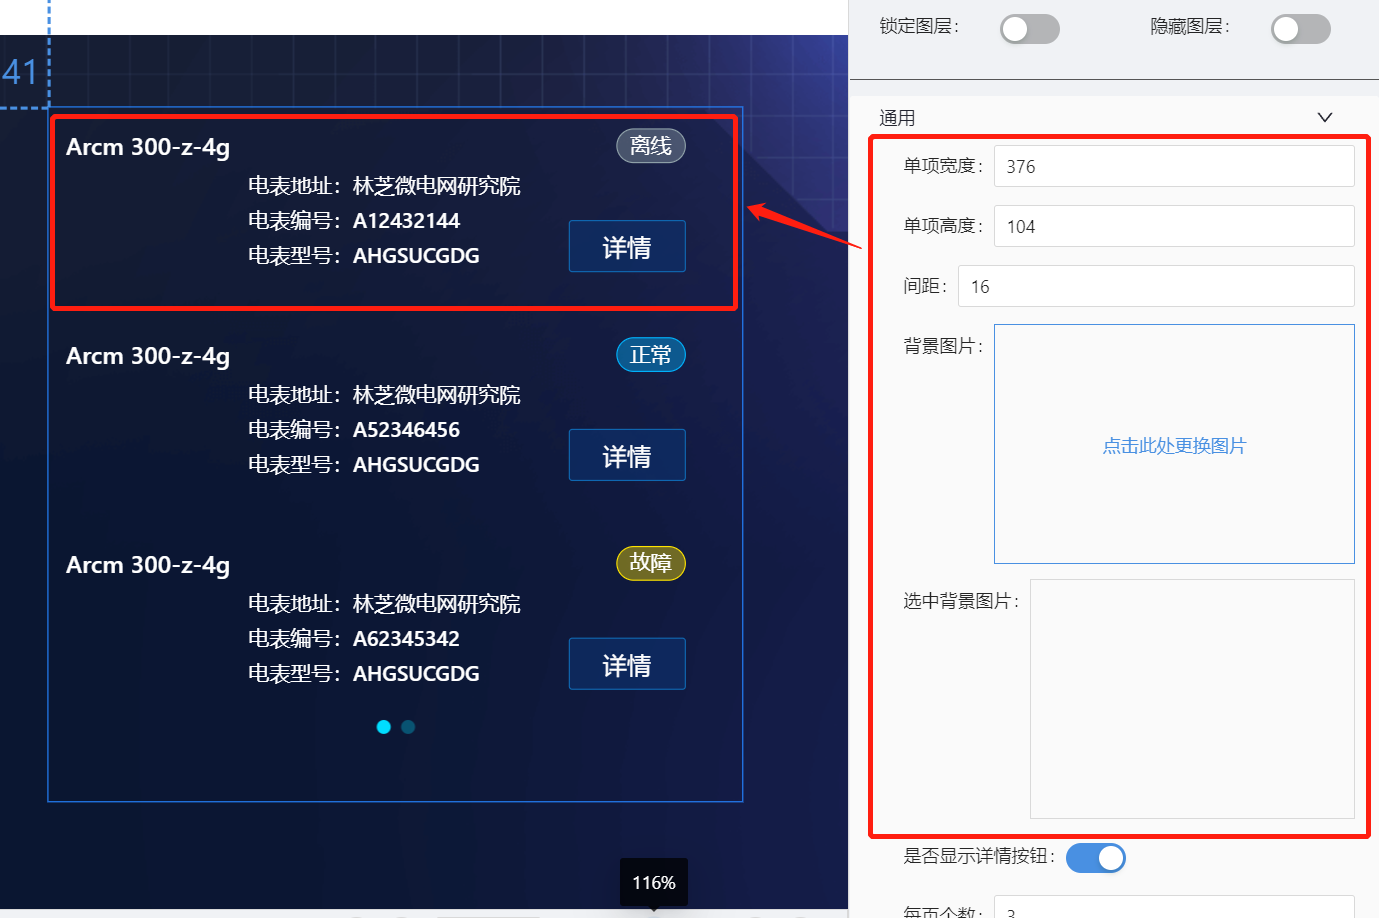 41
Arcm 300-z-4g
离线
电表地址：林芝微电网研究院
电表编号：A12432144
电表型号：AHGSUCGDG
详情
Arcm 300-z-4g
正常
电表地址：林芝微电网研究院
电表编号：A52346456
电表型号：AHGSUCGDG
详情
Arcm 300-z-4g
故障
电表地址：林芝微电网研究院
电表编号：A62345342
电表型号：AHGSUCGDG
详情
116%
锁定图层：
隐藏图层：
通用
单项宽度： 376
单项高度： 104
间距： 16
背景图片：
点击此处更换图片
选中背景图片：
是否显示详情按钮：
每页个数： 3